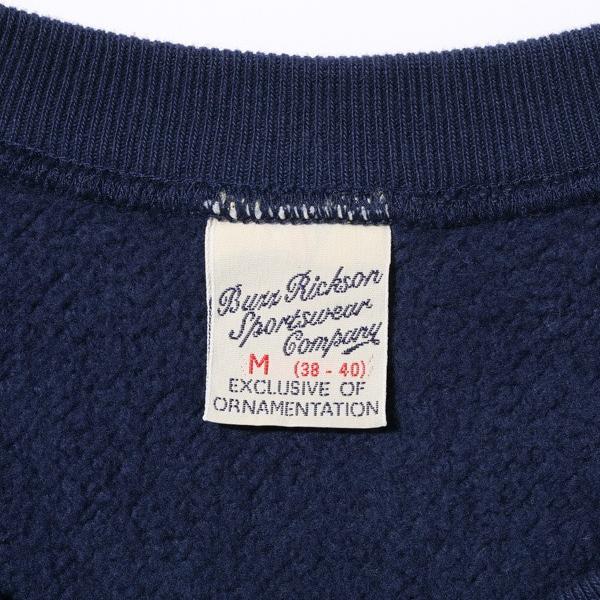 Buzz Rickson
Sportswear
Company
M (38 - 40)
EXCLUSIVE OF
ORNAMENTATION